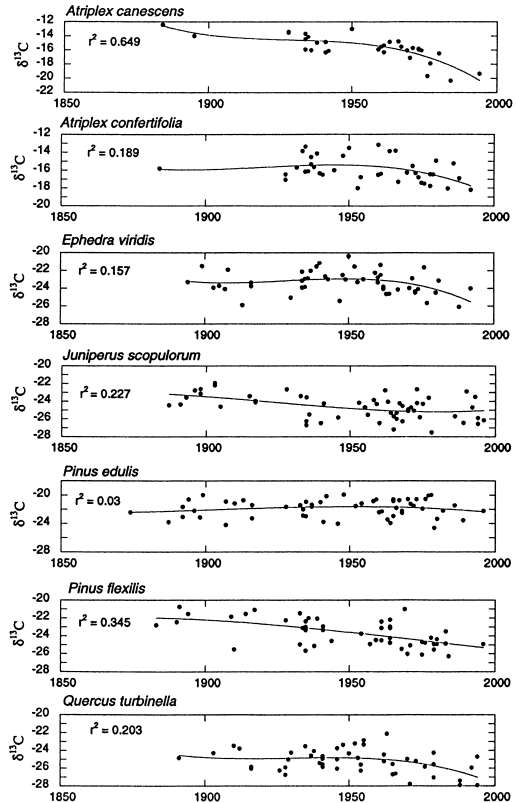 Atriplex canescens
-12
-14
-16
-18
-20
-22
δ¹³C
r² = 0.649
1850 1900 1950 2000
Atriplex confertifolia
-12
-16
-18
-20
δ¹³C
r² = 0.189
1850 1900 1950 2000
Ephedra viridis
-20
-22
-24
-26
-28
δ¹³C
r² = 0.157
1850 1900 1950 2000
Juniperus scopulorum
-20
-22
-24
-26
-28
δ¹³C
r² = 0.227
1850 1900 1950 2000
Pinus edulis
-20
-24
-28
δ¹³C
r² = 0.03
1850 1900 1950 2000
Pinus flexilis
-20
-22
-24
-26
-28
δ¹³C
r² = 0.345
1850 1900 1950 2000
Quercus turbinella
-20
-24
-26
-28
δ¹³C
r² = 0.203
1850 1900 1950 2000